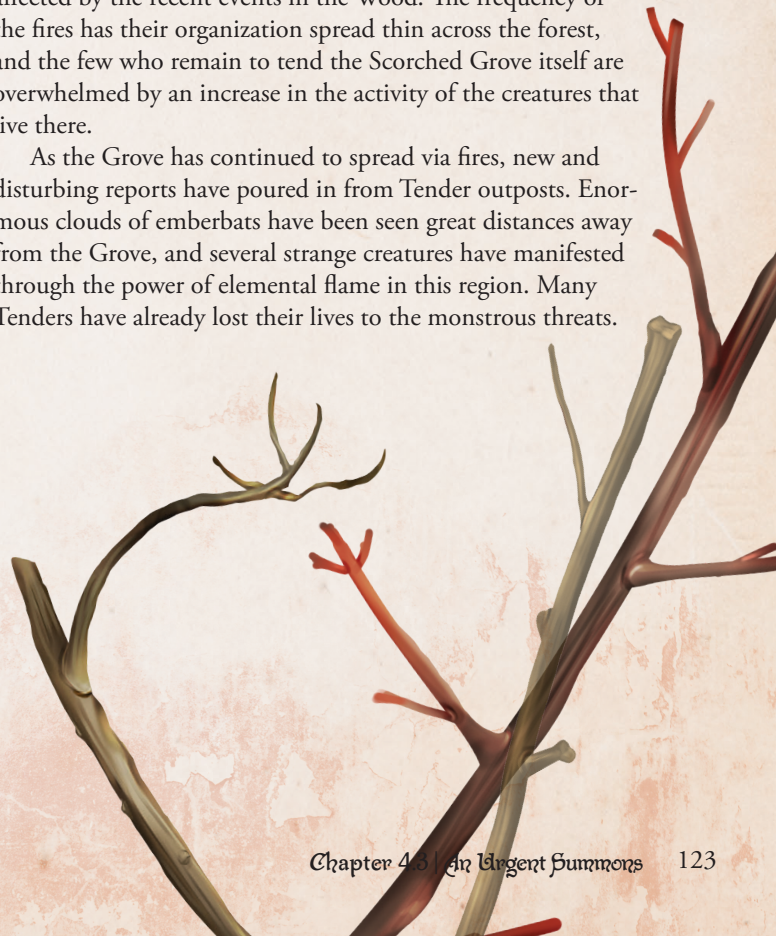 affected by the recent events in the Wood. The frequency of
the fires has their organization spread thin across the forest,
and the few who remain to tend the Scorched Grove itself are
overwhelmed by an increase in the activity of the creatures that
live there.
As the Grove has continued to spread via fires, new and
disturbing reports have poured in from Tender outposts. Enor-
mous clouds of emberbats have been seen great distances away
from the Grove, and several strange creatures have manifested
through the power of elemental flame in this region. Many
Tenders have already lost their lives to the monstrous threats.
Chapter 4.3 | An Urgent Summons 123